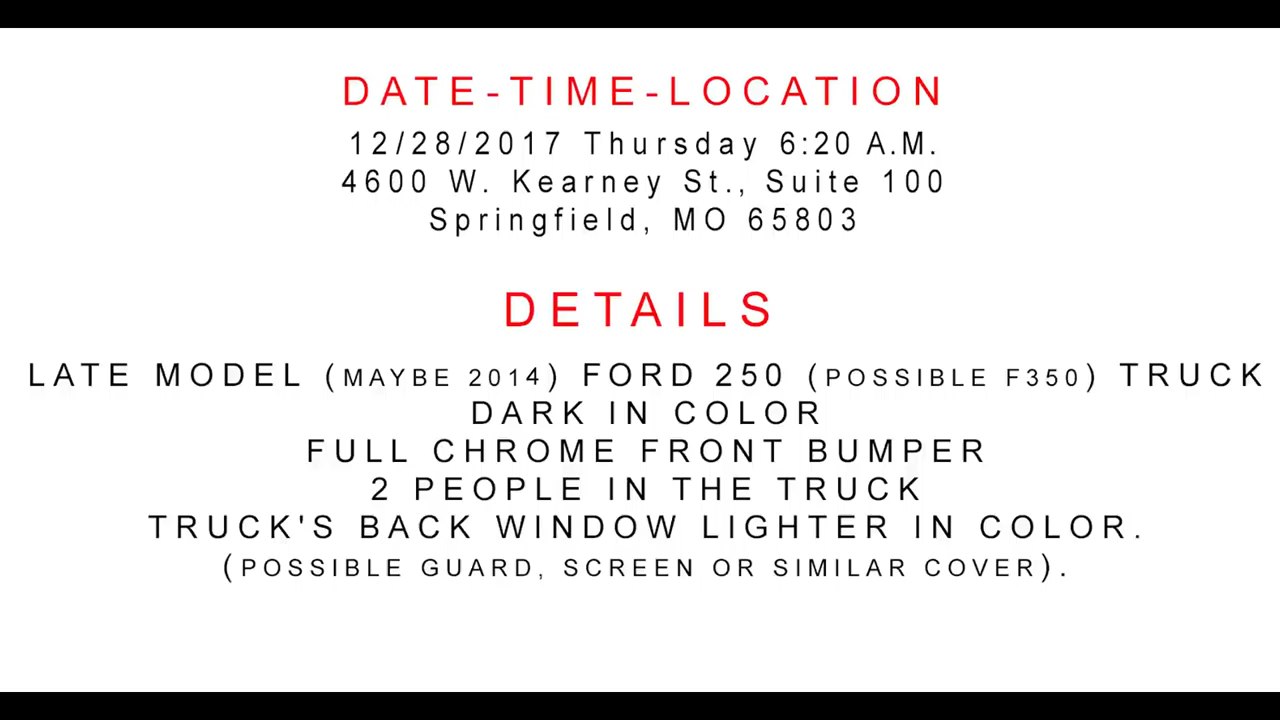 DATE-TIME-LOCATION
12/28/2017 Thursday 6:20 A.M.
4600 W. Kearney St., Suite 100
Springfield, MO 65803
DETAILS
LATE MODEL (MAYBE 2014) FORD 250 (POSSIBLE F350) TRUCK
DARK IN COLOR
FULL CHROME FRONT BUMPER
2 PEOPLE IN THE TRUCK
TRUCK'S BACK WINDOW LIGHTER IN COLOR.
(POSSIBLE GUARD, SCREEN OR SIMILAR COVER).